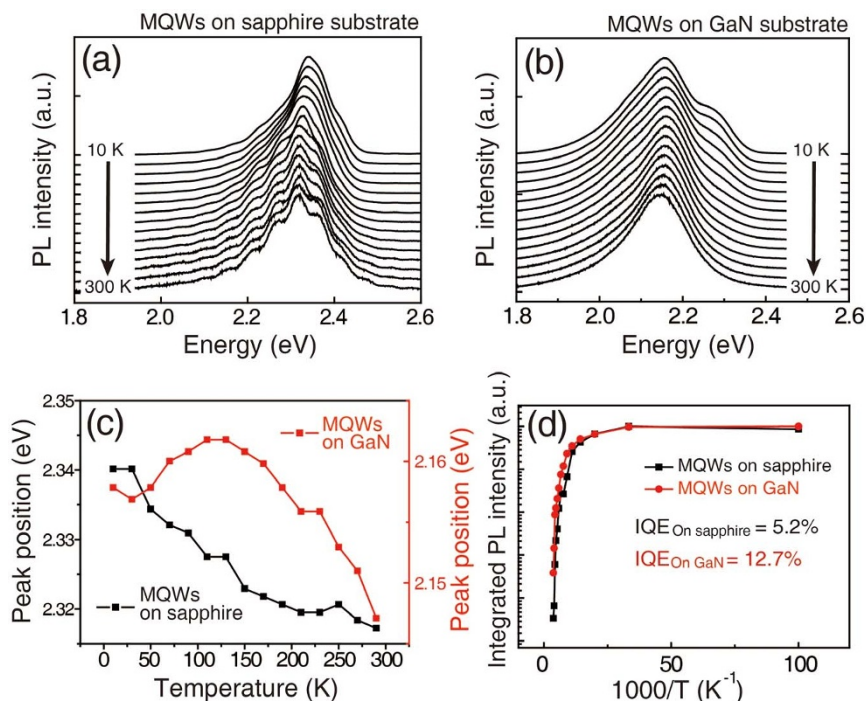 MQWs on sapphire substrate
(a)
PL intensity (a.u.)
10 K
300 K
1.8 2.0 2.2 2.4 2.6
Energy (eV)
MQWs on GaN substrate
(b)
PL intensity (a.u.)
10 K
300 K
1.8 2.0 2.2 2.4 2.6
Energy (eV)
(c)
MQWs
on GaN
MQWs
on sapphire
Peak position (eV)
2.35
2.34
2.33
2.32
Peak position (eV)
2.16
2.15
0 50 100 150 200 250 300
Temperature (K)
(d)
Integrated PL intensity (a.u.)
MQWs on sapphire
MQWs on GaN
IQEOn sapphire = 5.2%
IQEOn GaN = 12.7%
0 50 100
1000/T (K-1)